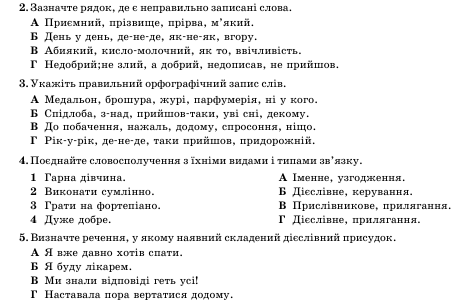 2. Зазначте рядок, де є неправильно записані слова.
А Приємний, прізвище, прірва, м’який.
Б День у день, де-не-де, як-не-як, вгору.
В Абиякий, кисло-молочний, як то, ввічливість.
Г Недобрий;не злий, а добрий, недописав, не прийшов.
3. Укажіть правильний орфографічний запис слів.
А Медальон, брошура, журі, парфумерія, ні у кого.
Б Спідлоба, з-над, прийшов-таки, уві сні, декому.
В До побачення, нажаль, додому, спросоння, ніщо.
Г Рік-у-рік, де-не-де, таки прийшов, придорожній.
4. Поєднайте словосполучення з їхніми видами і типами зв’язку.
1 Гарна дівчина. А Іменне, узгодження.
2 Виконати сумлінно. Б Дієслівне, керування.
3 Грати на фортепіано. В Прислівникове, прилягання.
4 Дуже добре. Г Дієслівне, прилягання.
5. Визначте речення, у якому наявний складений дієслівний присудок.
А Я вже давно хотів спати.
Б Я буду лікарем.
В Ми знали відповіді геть усі!
Г Наставала пора вертатися додому.